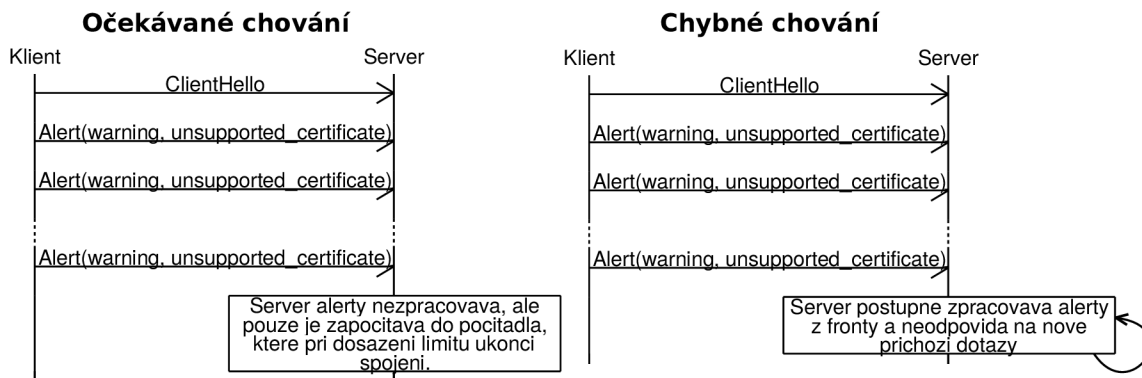 Očekávané chování
Klient
Server
ClientHello
Alert(warning, unsupported_certificate)
Alert(warning, unsupported_certificate)
Alert(warning, unsupported_certificate)
Server alerty nezpracovava, ale
pouze je zapocitava do pocitadla,
ktere pri dosazeni limitu ukonci
spojeni.
Chybné chování
Klient
Server
ClientHello
Alert(warning, unsupported_certificate)
Alert(warning, unsupported_certificate)
Alert(warning, unsupported_certificate)
Server postupne zpracovava alerty
z fronty a neodpovida na nove
prichozi dotazy